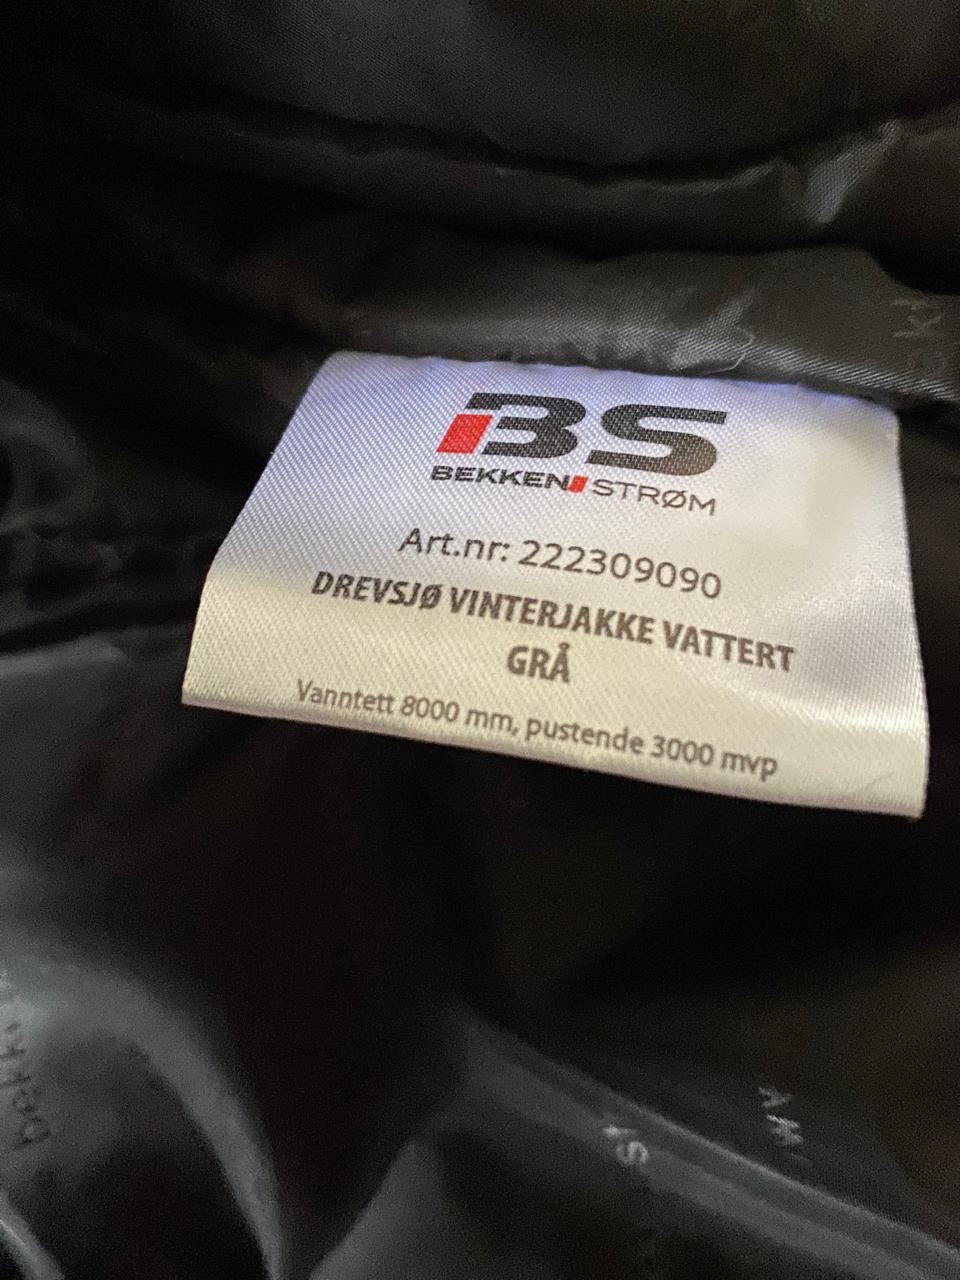 BS
BEKKEN STRØM
Art.nr: 222309090
DREVSJØ VINTERJAKKE VATTERT
GRÅ
Vanntett 8000 mm, pustende 3000 mvp